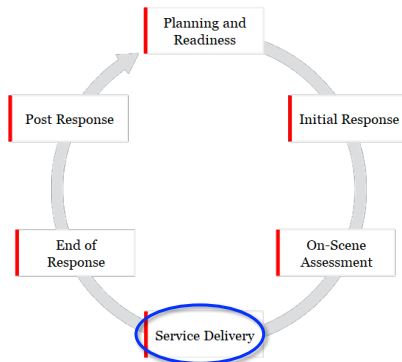 Planning and
Readiness
Initial Response
On-Scene
Assessment
Service Delivery
End of
Response
Post Response